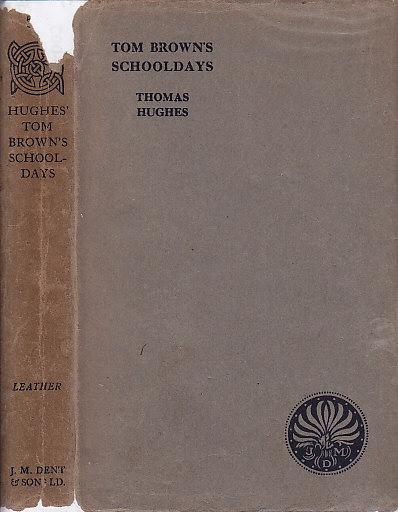 TOM BROWN'S
SCHOOLDAYS
THOMAS
HUGHES
HUGHES'
TOM
BROWN'S
SCHOOL-
DAYS
LEATHER
J. M. DENT
& SONS LD.
J M
D